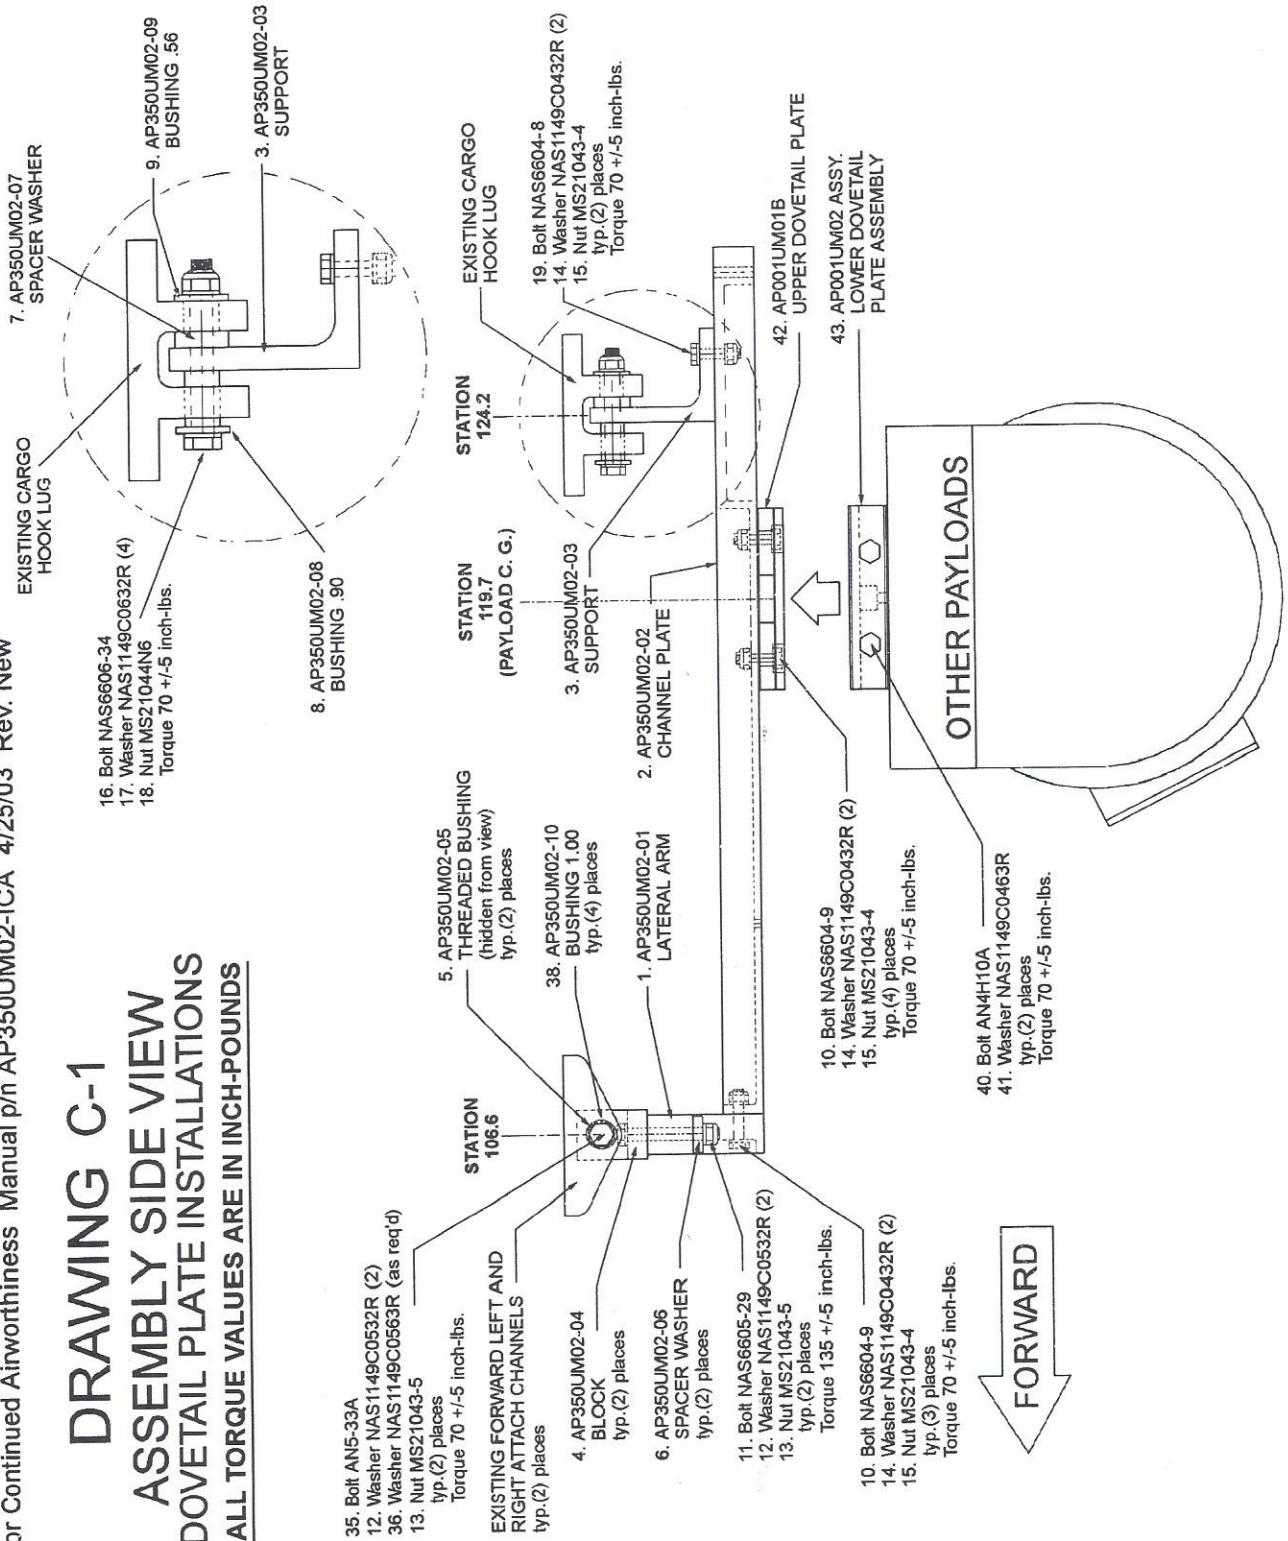 or Continued Airworthiness Manual p/n AP350UM02-ICA 4/25/03 Rev. New
DRAWING C-1
ASSEMBLY SIDE VIEW
DOVETAIL PLATE INSTALLATIONS
ALL TORQUE VALUES ARE IN INCH-POUNDS
EXISTING CARGO
HOOK LUG
7. AP350UM02-07
SPACER WASHER
9. AP350UM02-09
BUSHING .56
3. AP350UM02-03
SUPPORT
16. Bolt NAS6606-34
17. Washer NAS1149C0632R (4)
18. Nut MS21044N6
Torque 70 +/-5 inch-lbs.
8. AP350UM02-08
BUSHING .90
35. Bolt AN5-33A
12. Washer NAS1149C0532R (2)
36. Washer NAS1149C0563R (as req'd)
13. Nut MS21043-5
typ.(2) places
Torque 70 +/-5 inch-lbs.
EXISTING FORWARD LEFT AND
RIGHT ATTACH CHANNELS
typ.(2) places
4. AP350UM02-04
BLOCK
typ.(2) places
6. AP350UM02-06
SPACER WASHER
typ.(2) places
11. Bolt NAS6605-29
12. Washer NAS1149C0532R (2)
13. Nut MS21043-5
typ.(2) places
Torque 135 +/-5 inch-lbs.
10. Bolt NAS6604-9
14. Washer NAS1149C0432R (2)
15. Nut MS21043-4
typ.(3) places
Torque 70 +/-5 inch-lbs.
FORWARD
STATION
106.6
5. AP350UM02-05
THREADED BUSHING
(hidden from view)
typ.(2) places
38. AP350UM02-10
BUSHING 1.00
typ.(4) places
1. AP350UM02-01
LATERAL ARM
STATION
119.7
(PAYLOAD C. G.)
3. AP350UM02-03
SUPPORT
2. AP350UM02-02
CHANNEL PLATE
STATION
124.2
EXISTING CARGO
HOOK LUG
19. Bolt NAS6604-8
14. Washer NAS1149C0432R (2)
15. Nut MS21043-4
typ.(2) places
Torque 70 +/-5 inch-lbs.
42. AP001UM01B
UPPER DOVETAIL PLATE
43. AP001UM02 ASSY.
LOWER DOVETAIL
PLATE ASSEMBLY
10. Bolt NAS6604-9
14. Washer NAS1149C0432R (2)
15. Nut MS21043-4
typ.(4) places
Torque 70 +/-5 inch-lbs.
40. Bolt AN4H10A
41. Washer NAS1149C0463R
typ.(2) places
Torque 70 +/-5 inch-lbs.
OTHER PAYLOADS